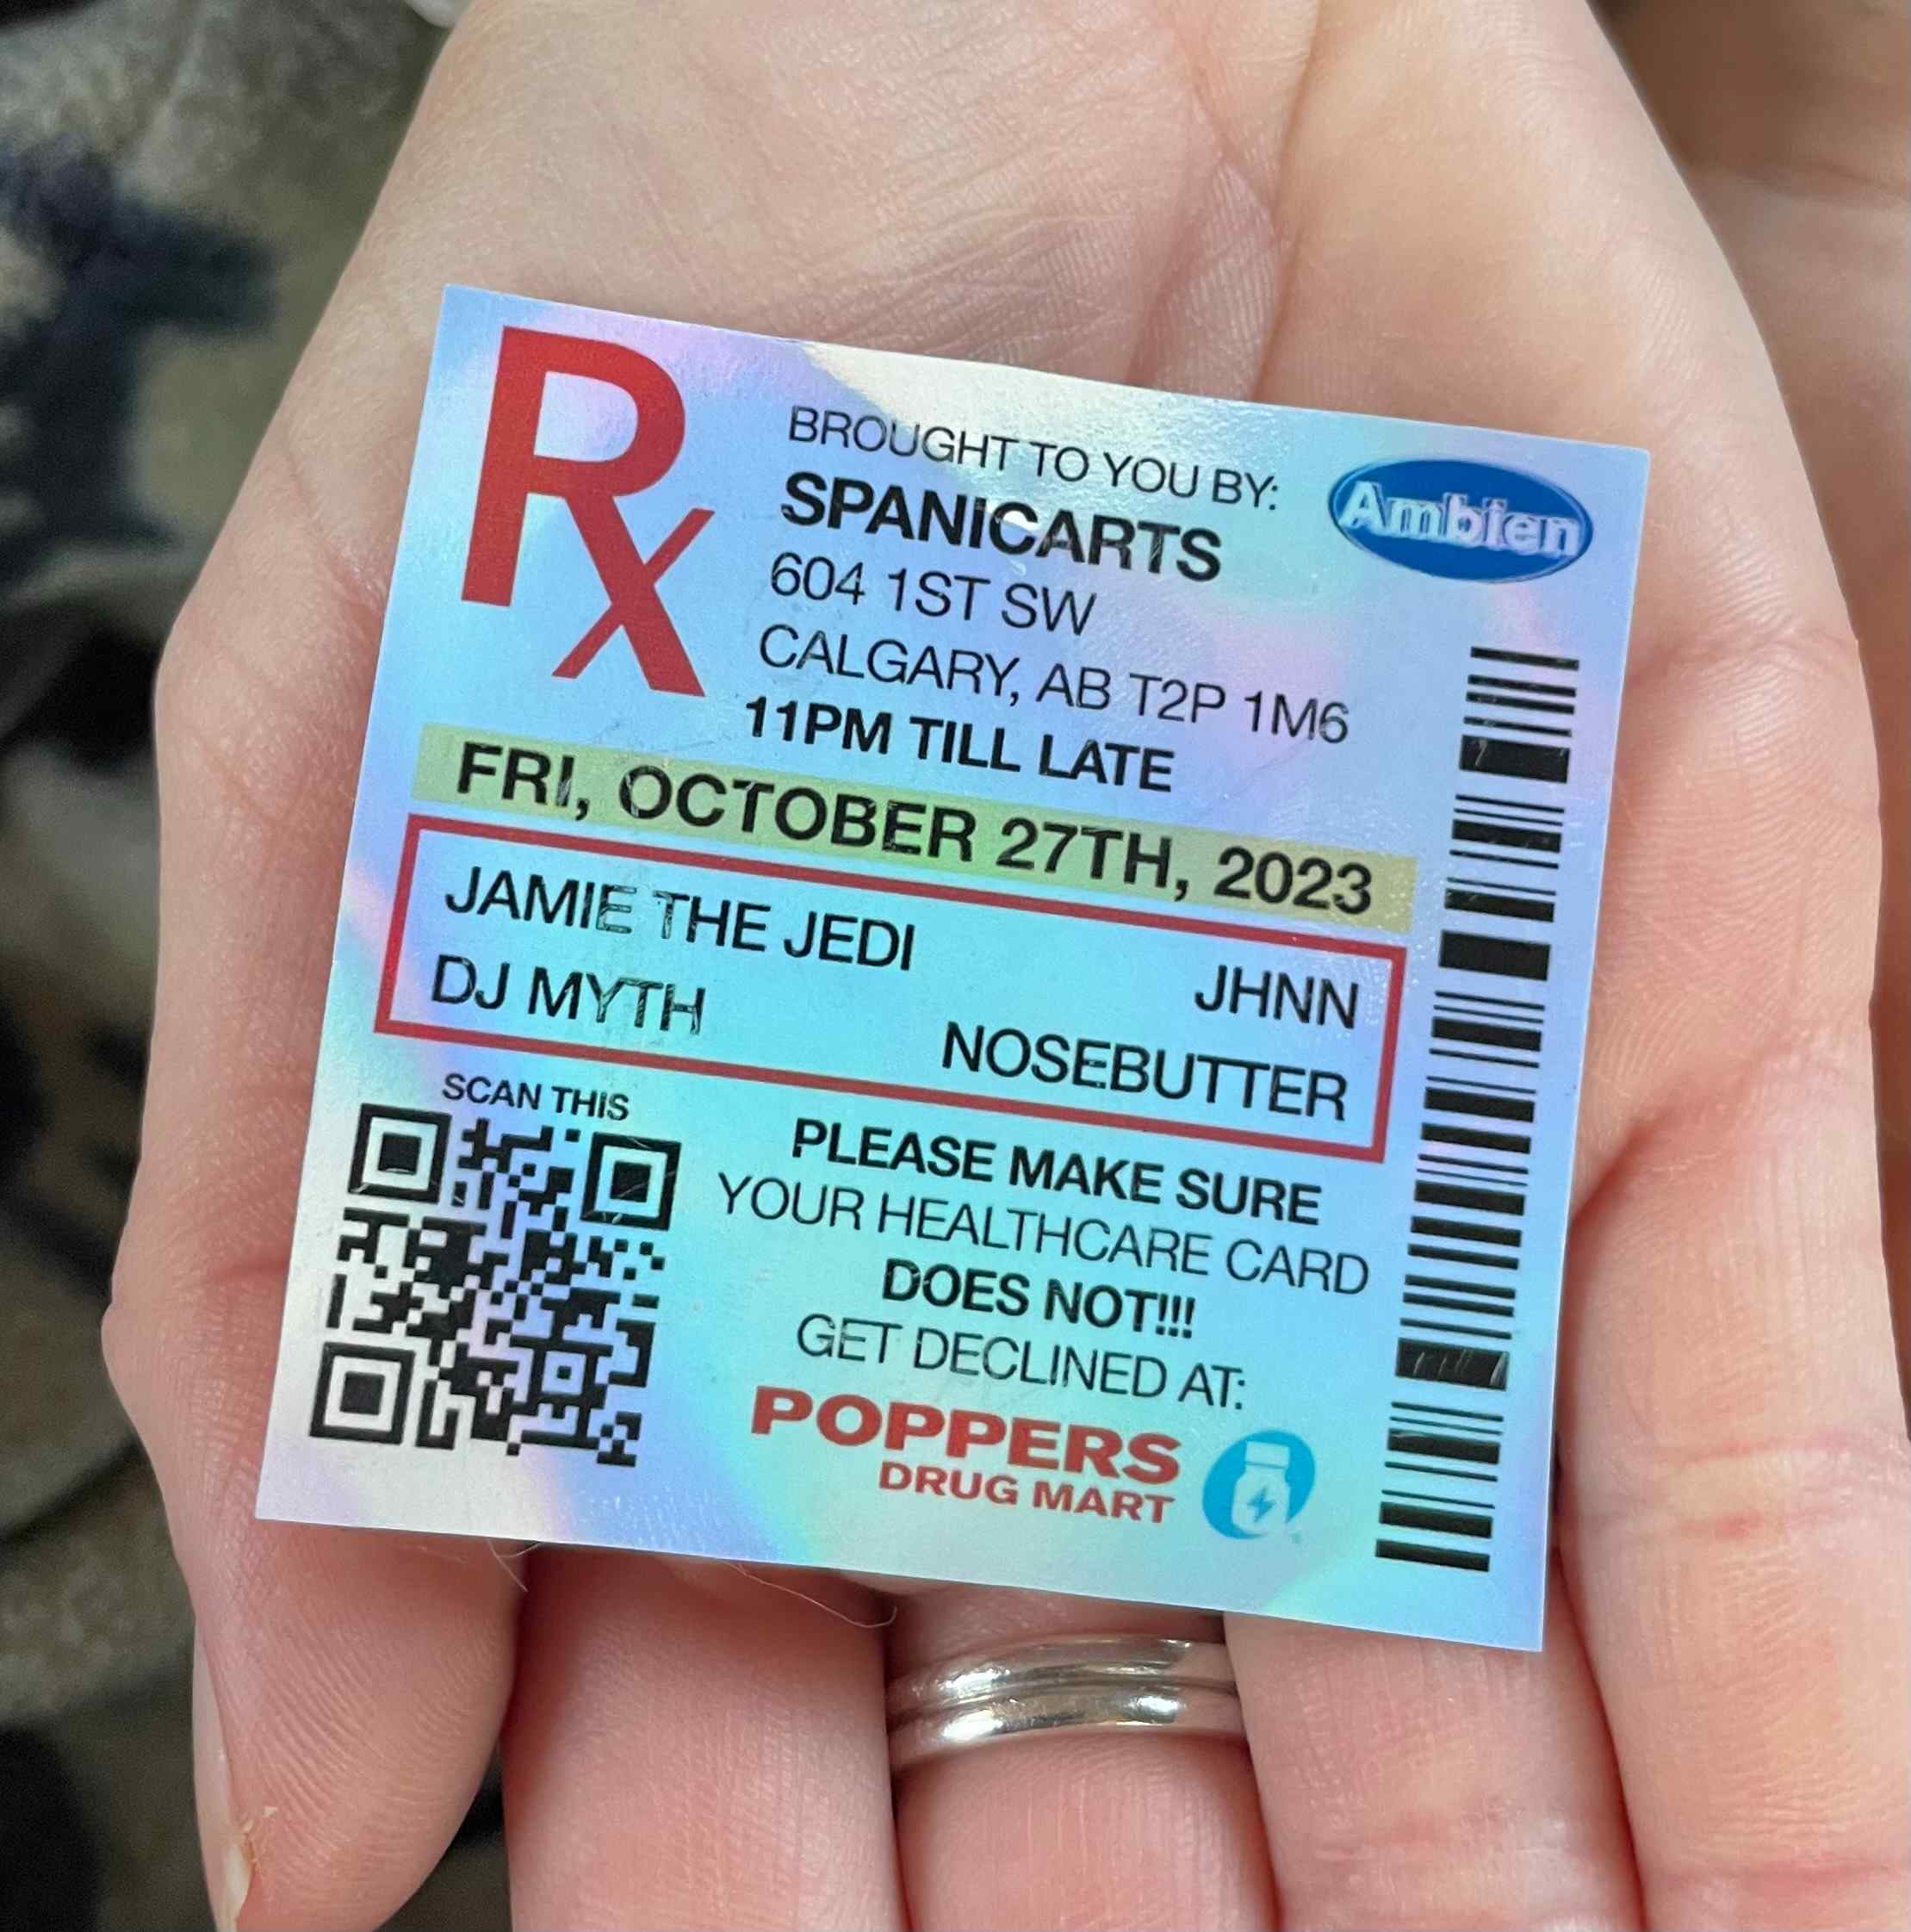 Rx
BROUGHT TO YOU BY:
SPANICARTS
604 1ST SW
CALGARY, AB T2P 1M6
11PM TILL LATE
Ambien
FRI, OCTOBER 27TH, 2023
JAMIE THE JEDI
JHNN
DJ MYTH
NOSEBUTTER
SCAN THIS
PLEASE MAKE SURE
YOUR HEALTHCARE CARD
DOES NOT!!!
GET DECLINED AT:
POPPERS
DRUG MART